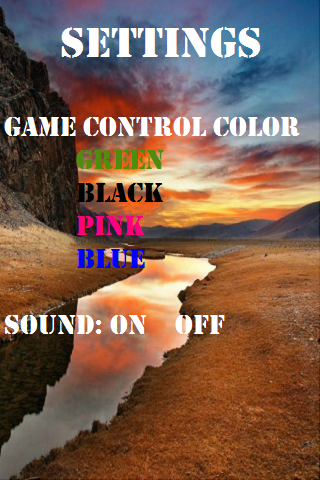 SETTINGS
GAME CONTROL COLOR
GREEN
BLACK
PINK
BLUE
SOUND: ON OFF